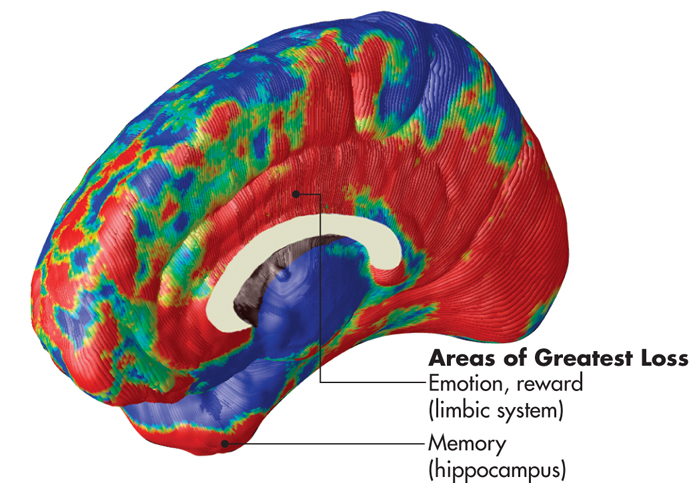 Areas of Greatest Loss
Emotion, reward
(limbic system)
Memory
(hippocampus)